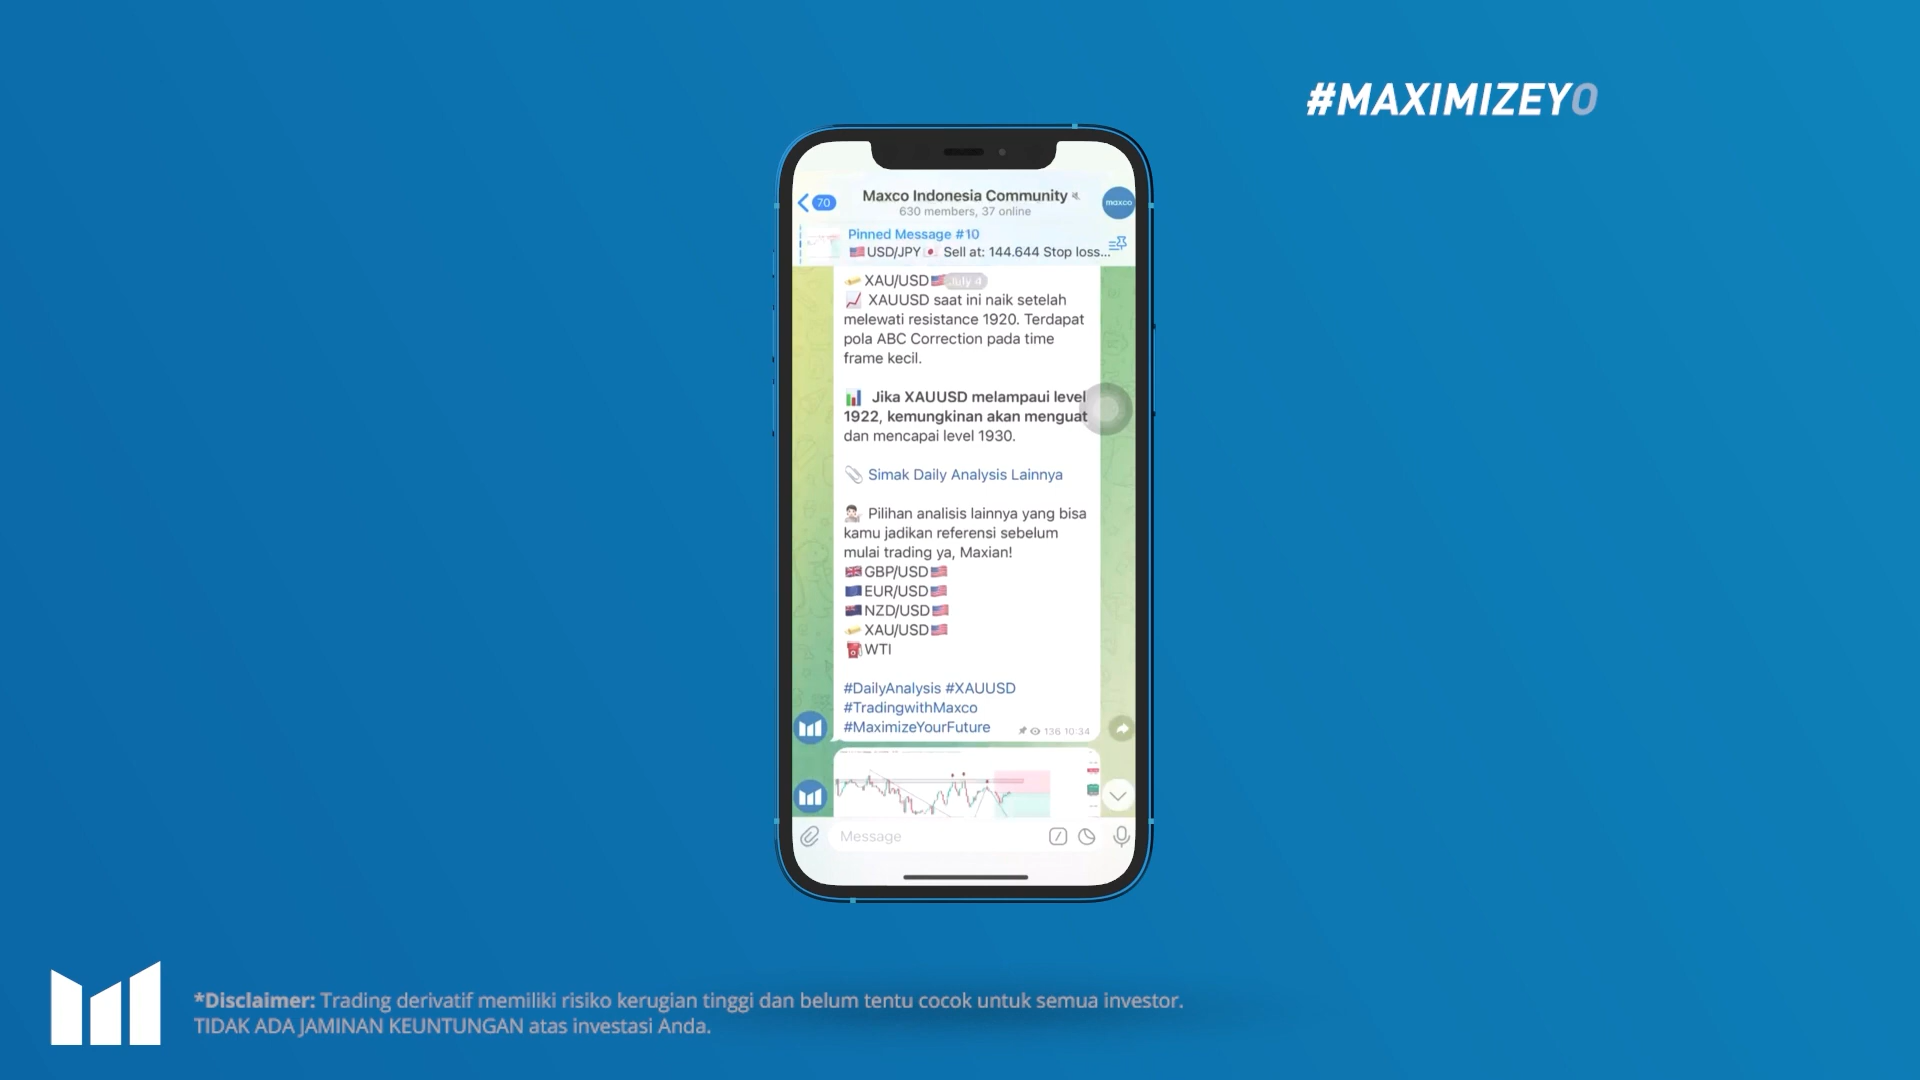 #MAXIMIZEYO
70
Maxco Indonesia Community
630 members, 37 online
maxco
Pinned Message #10
USD/JPY Sell at: 144.644 Stop loss...
XAU/USD
July 4
XAUUSD saat ini naik setelah
melewati resistance 1920. Terdapat
pola ABC Correction pada time
frame kecil.
Jika XAUUSD melampaui level
1922, kemungkinan akan menguat
dan mencapai level 1930.
Simak Daily Analysis Lainnya
Pilihan analisis lainnya yang bisa
kamu jadikan referensi sebelum
mulai trading ya, Maxian!
GBP/USD
EUR/USD
NZD/USD
XAU/USD
WTI
#DailyAnalysis #XAUUSD
#TradingwithMaxco
#MaximizeYourFuture
136 10:34
Message
*Disclaimer: Trading derivatif memiliki risiko kerugian tinggi dan belum tentu cocok untuk semua investor.
TIDAK ADA JAMINAN KEUNTUNGAN atas investasi Anda.